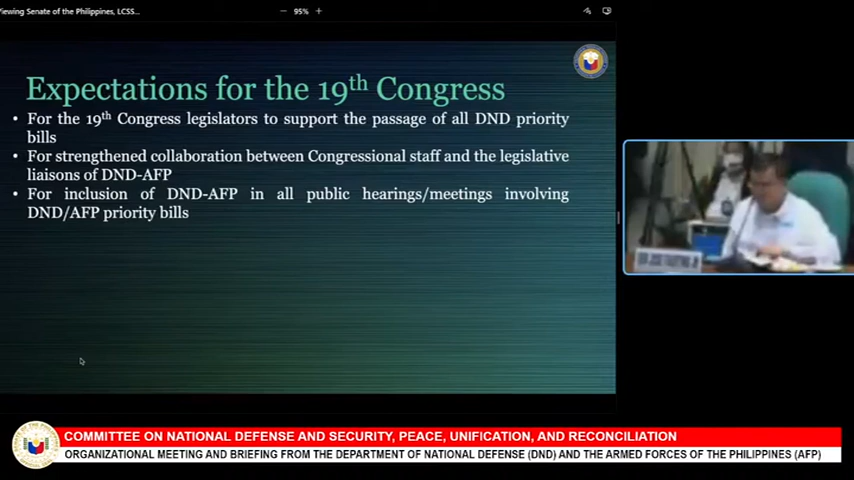 Viewing Senate of the Philippines, LCSS...
95%
Expectations for the 19th Congress
• For the 19th Congress legislators to support the passage of all DND priority
bills
• For strengthened collaboration between Congressional staff and the legislative
liaisons of DND-AFP
• For inclusion of DND-AFP in all public hearings/meetings involving
DND/AFP priority bills
COMMITTEE ON NATIONAL DEFENSE AND SECURITY, PEACE, UNIFICATION, AND RECONCILIATION
ORGANIZATIONAL MEETING AND BRIEFING FROM THE DEPARTMENT OF NATIONAL DEFENSE (DND) AND THE ARMED FORCES OF THE PHILIPPINES (AFP)